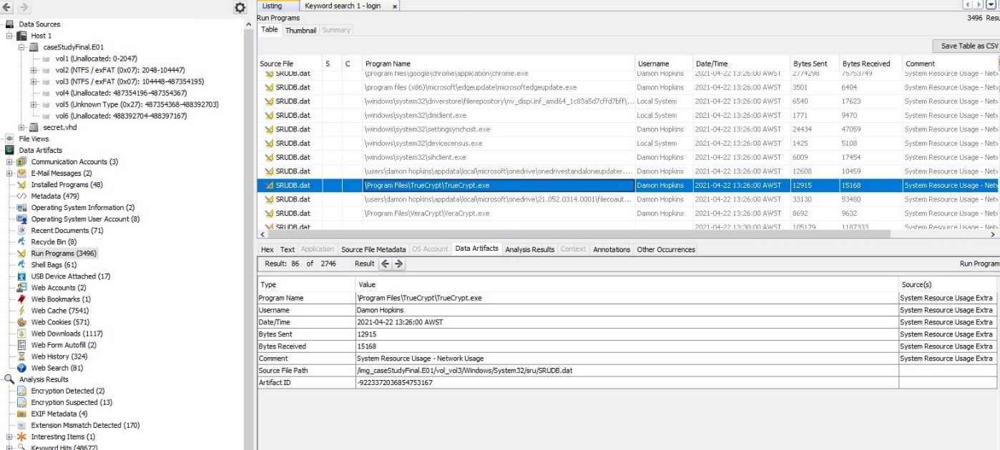 Listing Keyword search 1 - login x
Run Programs
3496 Resu
Table Thumbnail Summary
Save Table as CSV
Data Sources
Host 1
caseStudyFinal.E01
vol1 (Unallocated: 0-2047)
vol2 (NTFS / exFAT (0x07): 2048-104447)
vol3 (NTFS / exFAT (0x07): 104448-487354195)
vol4 (Unallocated: 487354196-487354367)
vol5 (Unknown Type (0x27): 487354368-488392703)
vol6 (Unallocated: 488392704-488397167)
secret.vhd
File Views
Data Artifacts
Communication Accounts (3)
E-Mail Messages (2)
Installed Programs (48)
Metadata (479)
Operating System Information (2)
Operating System User Account (8)
Recent Documents (71)
Recycle Bin (8)
Run Programs (3496)
Shell Bags (61)
USB Device Attached (17)
Web Accounts (2)
Web Bookmarks (1)
Web Cache (7541)
Web Cookies (571)
Web Downloads (1117)
Web Form Autofill (2)
Web History (324)
Web Search (81)
Analysis Results
Encryption Detected (2)
Encryption Suspected (13)
EXIF Metadata (4)
Extension Mismatch Detected (170)
Interesting Items (1)
Keyword Hits (48672)
Source File S C Program Name Username Date/Time Bytes Sent Bytes Received Comment
SRUDB.dat \program files\google\chrome\application\chrome.exe Damon Hopkins 2021-04-22 13:26:00 AWST 2774298 75753749 System Resource Usage - Netw
SRUDB.dat \program files (x86)\microsoft\edgeupdate\microsoftedgeupdate.exe Damon Hopkins 2021-04-22 13:26:00 AWST 3501 6404 System Resource Usage - Netw
SRUDB.dat \windows\system32\driverstore\filerepository\nv_dispi.inf_amd64_1c83a5d7cffd7bff\... Local System 2021-04-22 13:26:00 AWST 6540 17623 System Resource Usage - Netw
SRUDB.dat \windows\system32\dmclient.exe Local System 2021-04-22 13:26:00 AWST 1771 9470 System Resource Usage - Netw
SRUDB.dat \windows\system32\settingsynchost.exe Damon Hopkins 2021-04-22 13:26:00 AWST 24434 47059 System Resource Usage - Netw
SRUDB.dat \windows\system32\devicecensus.exe Local System 2021-04-22 13:26:00 AWST 1425 5108 System Resource Usage - Netw
SRUDB.dat \windows\system32\sihclient.exe Damon Hopkins 2021-04-22 13:26:00 AWST 6009 17454 System Resource Usage - Netw
SRUDB.dat \users\damon hopkins\appdata\local\microsoft\onedrive\onedrivestandaloneupdater.... Damon Hopkins 2021-04-22 13:26:00 AWST 12608 10459 System Resource Usage - Netw
SRUDB.dat \Program Files\TrueCrypt\TrueCrypt.exe Damon Hopkins 2021-04-22 13:26:00 AWST 12915 15168 System Resource Usage - Netw
SRUDB.dat \users\damon hopkins\appdata\local\microsoft\onedrive\21.052.0314.0001\filecoaut... Damon Hopkins 2021-04-22 13:26:00 AWST 33130 53480 System Resource Usage - Netw
SRUDB.dat \Program Files\VeraCrypt\VeraCrypt.exe Damon Hopkins 2021-04-22 13:26:00 AWST 8692 9632 System Resource Usage - Netw
SRUDB.dat 2021-04-22 13:30:00 AWST 105179 1187333 System Resource Usage - Netw
Hex Text Application Source File Metadata OS Account Data Artifacts Analysis Results Context Annotations Other Occurrences
Result: 86 of 2746 Result Run Program
Type Value Source(s)
Program Name \Program Files\TrueCrypt\TrueCrypt.exe System Resource Usage Extra
Username Damon Hopkins System Resource Usage Extra
Date/Time 2021-04-22 13:26:00 AWST System Resource Usage Extra
Bytes Sent 12915 System Resource Usage Extra
Bytes Received 15168 System Resource Usage Extra
Comment System Resource Usage - Network Usage System Resource Usage Extra
Source File Path /img_caseStudyFinal.E01/vol_vol3/Windows/System32/sru/SRUDB.dat
Artifact ID -9223372036854753167